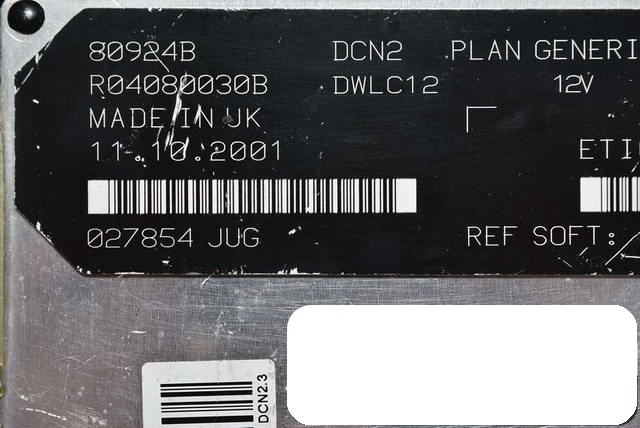 80924B DCN2 PLAN GENERI
R04080030B DWLC12 12V
MADE IN UK
11.10.2001 ETI
027854 JUG REF SOFT:
DCN2.3